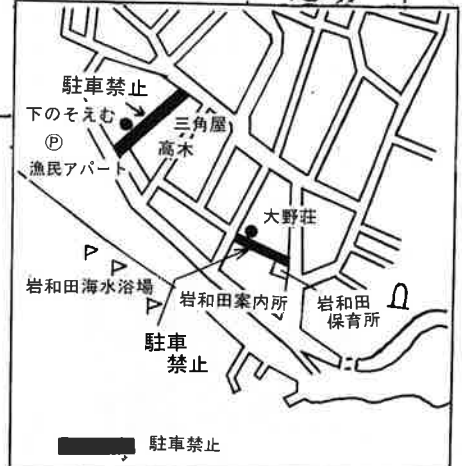 駐車禁止
下のそえむ
三角屋
Ⓟ
高木
漁民アパート
大野荘
岩和田海水浴場
岩和田案内所
岩和田
保育所
駐車
禁止
駐車禁止